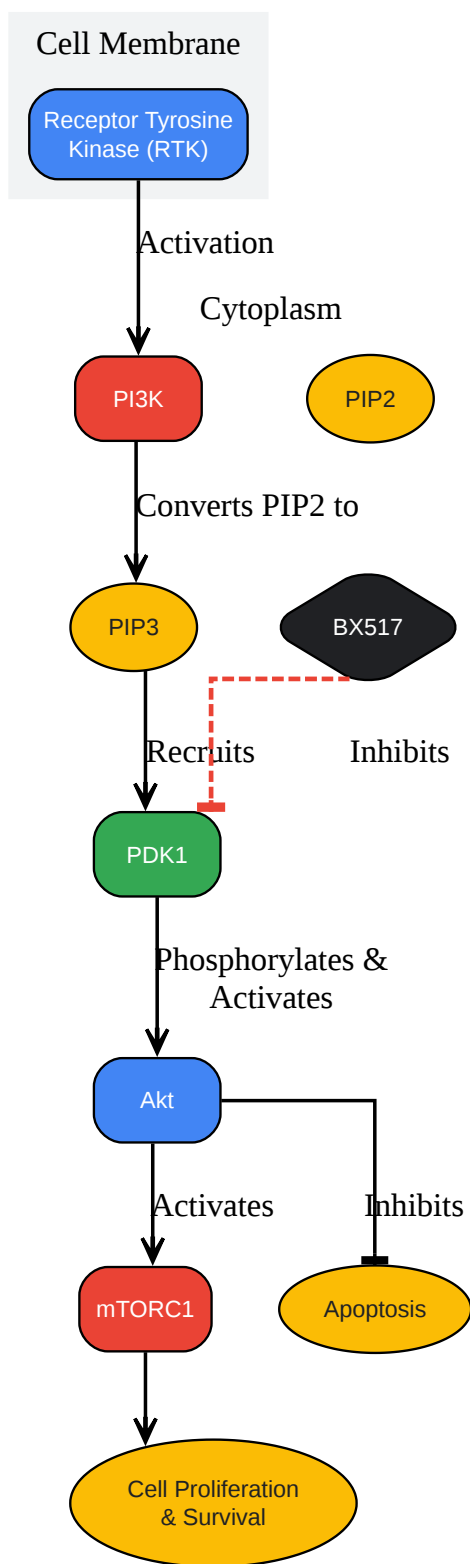 Cell Membrane
Receptor Tyrosine
Kinase (RTK)
Activation
Cytoplasm
PI3K
PIP2
Converts PIP2 to
PIP3
BX517
Recruits
Inhibits
PDK1
Phosphorylates &
Activates
Akt
Activates
Inhibits
mTORC1
Apoptosis
Cell Proliferation
& Survival